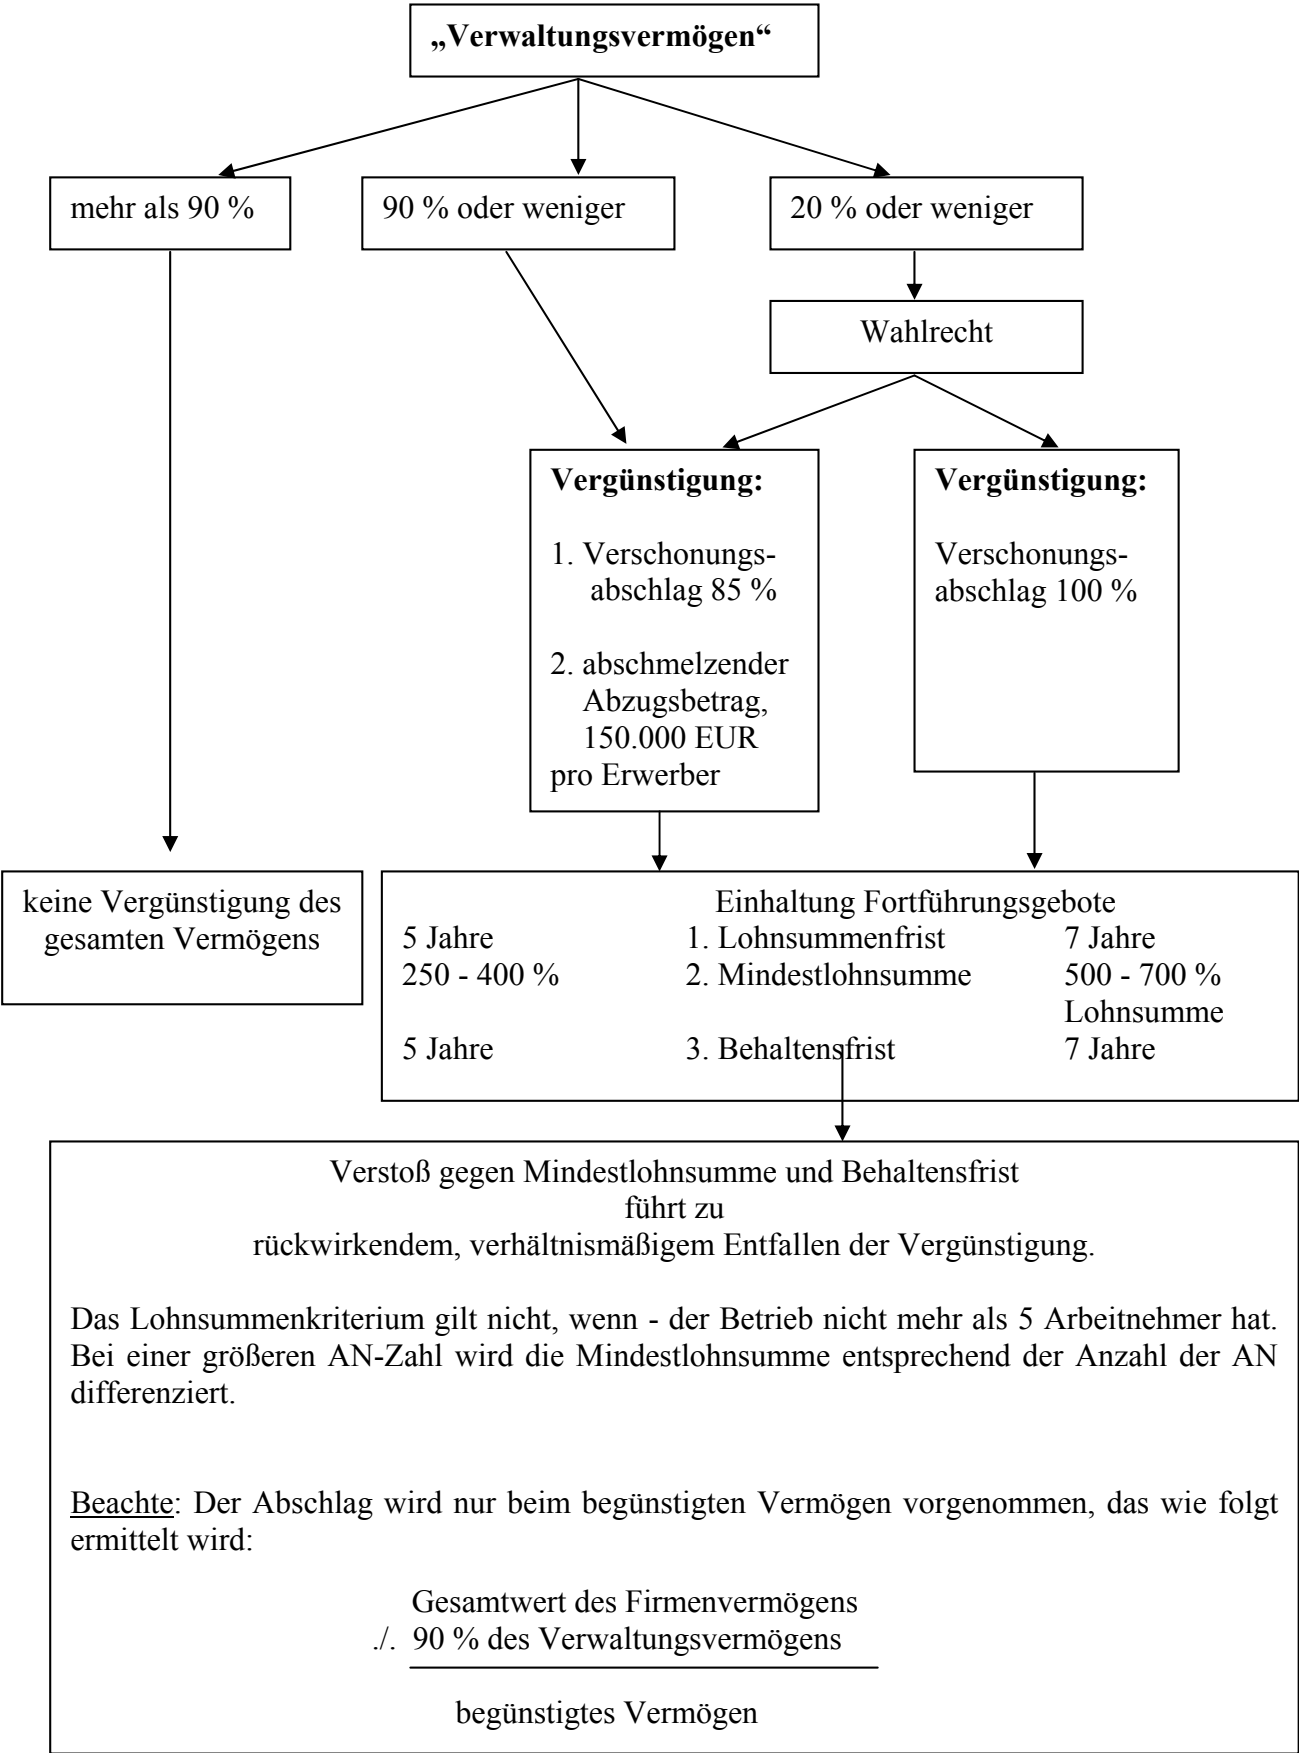 „Verwaltungsvermögen“
mehr als 90 %
90 % oder weniger
20 % oder weniger
Wahlrecht
Vergünstigung:
1. Verschonungs-
abschlag 85 %
2. abschmelzender
Abzugsbetrag,
150.000 EUR
pro Erwerber
Vergünstigung:
Verschonungs-
abschlag 100 %
keine Vergünstigung des
gesamten Vermögens
Einhaltung Fortführungsgebote
5 Jahre 1. Lohnsummenfrist 7 Jahre
250 - 400 % 2. Mindestlohnsumme 500 - 700 %
Lohnsumme
5 Jahre 3. Behaltensfrist 7 Jahre
Verstoß gegen Mindestlohnsumme und Behaltensfrist
führt zu
rückwirkendem, verhältnismäßigem Entfallen der Vergünstigung.
Das Lohnsummenkriterium gilt nicht, wenn - der Betrieb nicht mehr als 5 Arbeitnehmer hat.
Bei einer größeren AN-Zahl wird die Mindestlohnsumme entsprechend der Anzahl der AN
differenziert.
Beachte: Der Abschlag wird nur beim begünstigten Vermögen vorgenommen, das wie folgt
ermittelt wird:
Gesamtwert des Firmenvermögens
./. 90 % des Verwaltungsvermögens
begünstigtes Vermögen